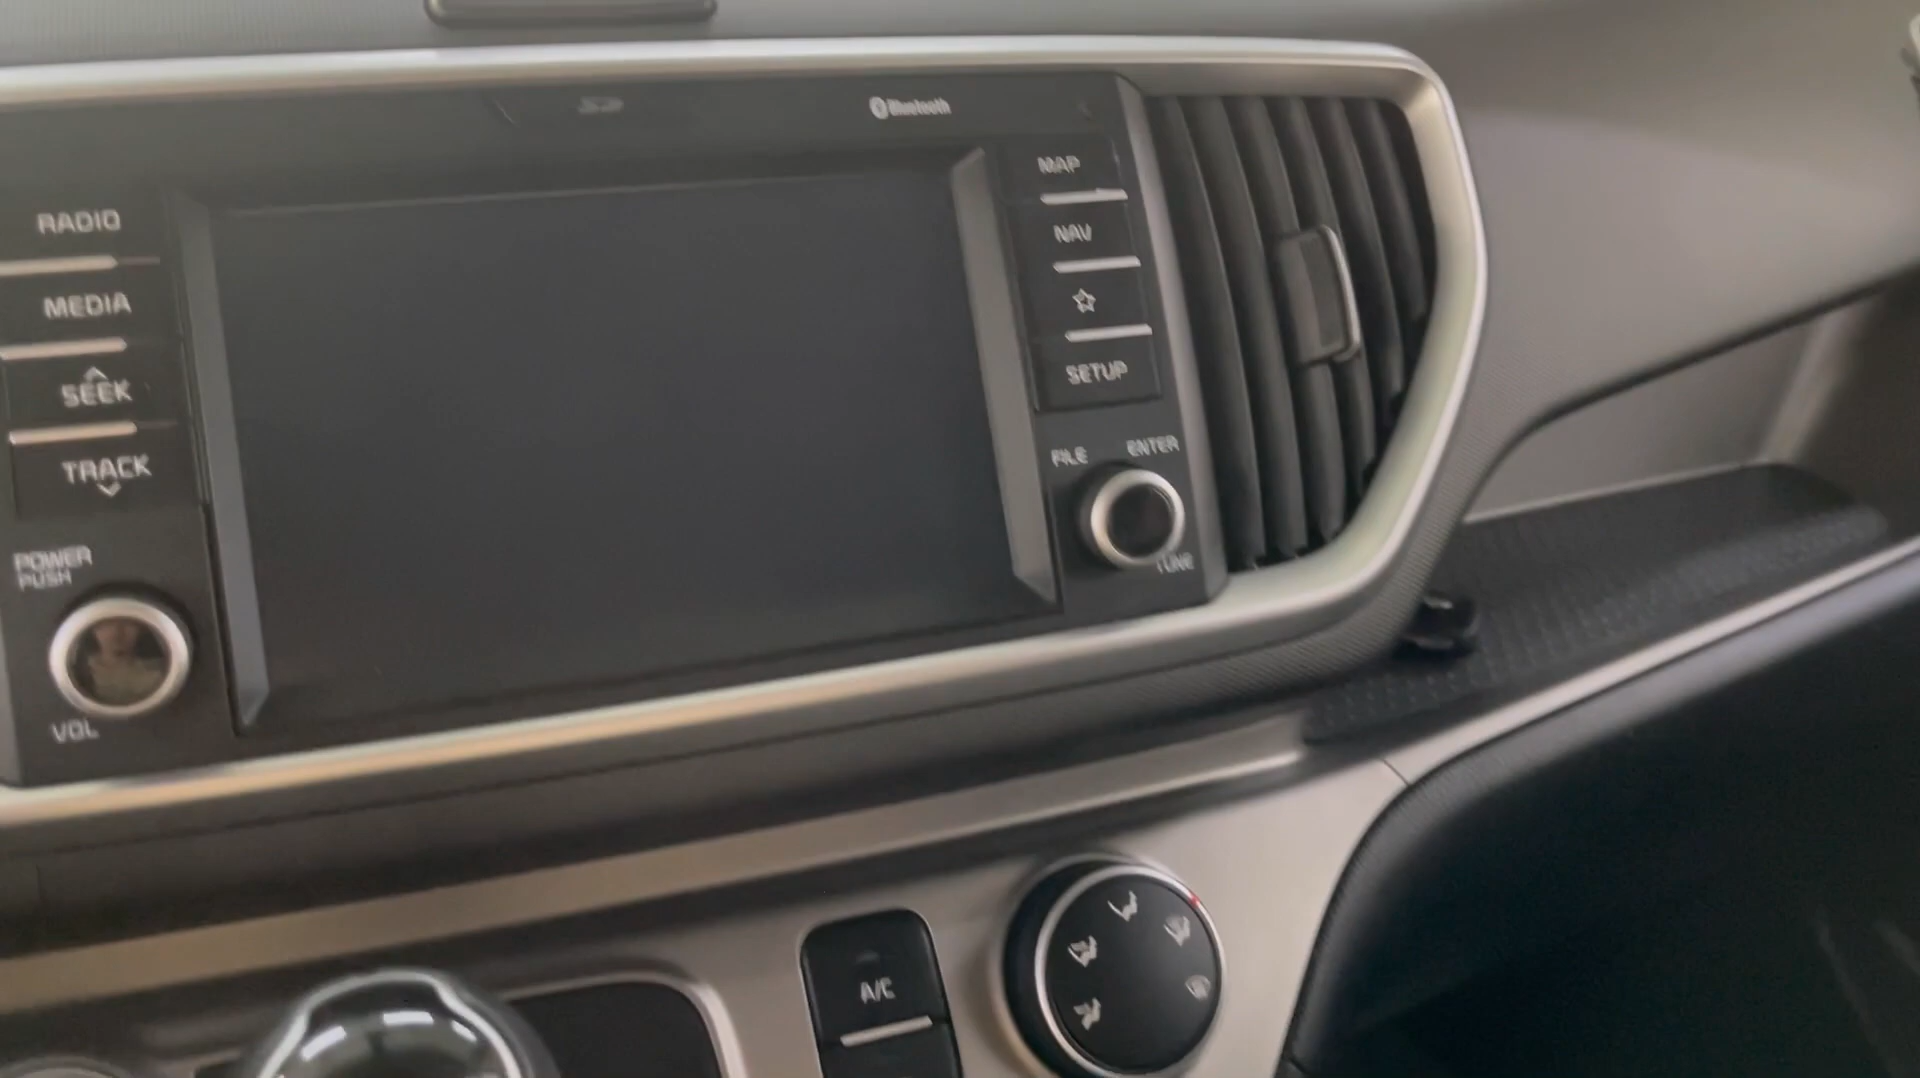 Bluetooth
RADIO
MEDIA
SEEK
TRACK
POWER
PUSH
VOL
MAP
NAV
SETUP
FILE
ENTER
TUNE
A/C